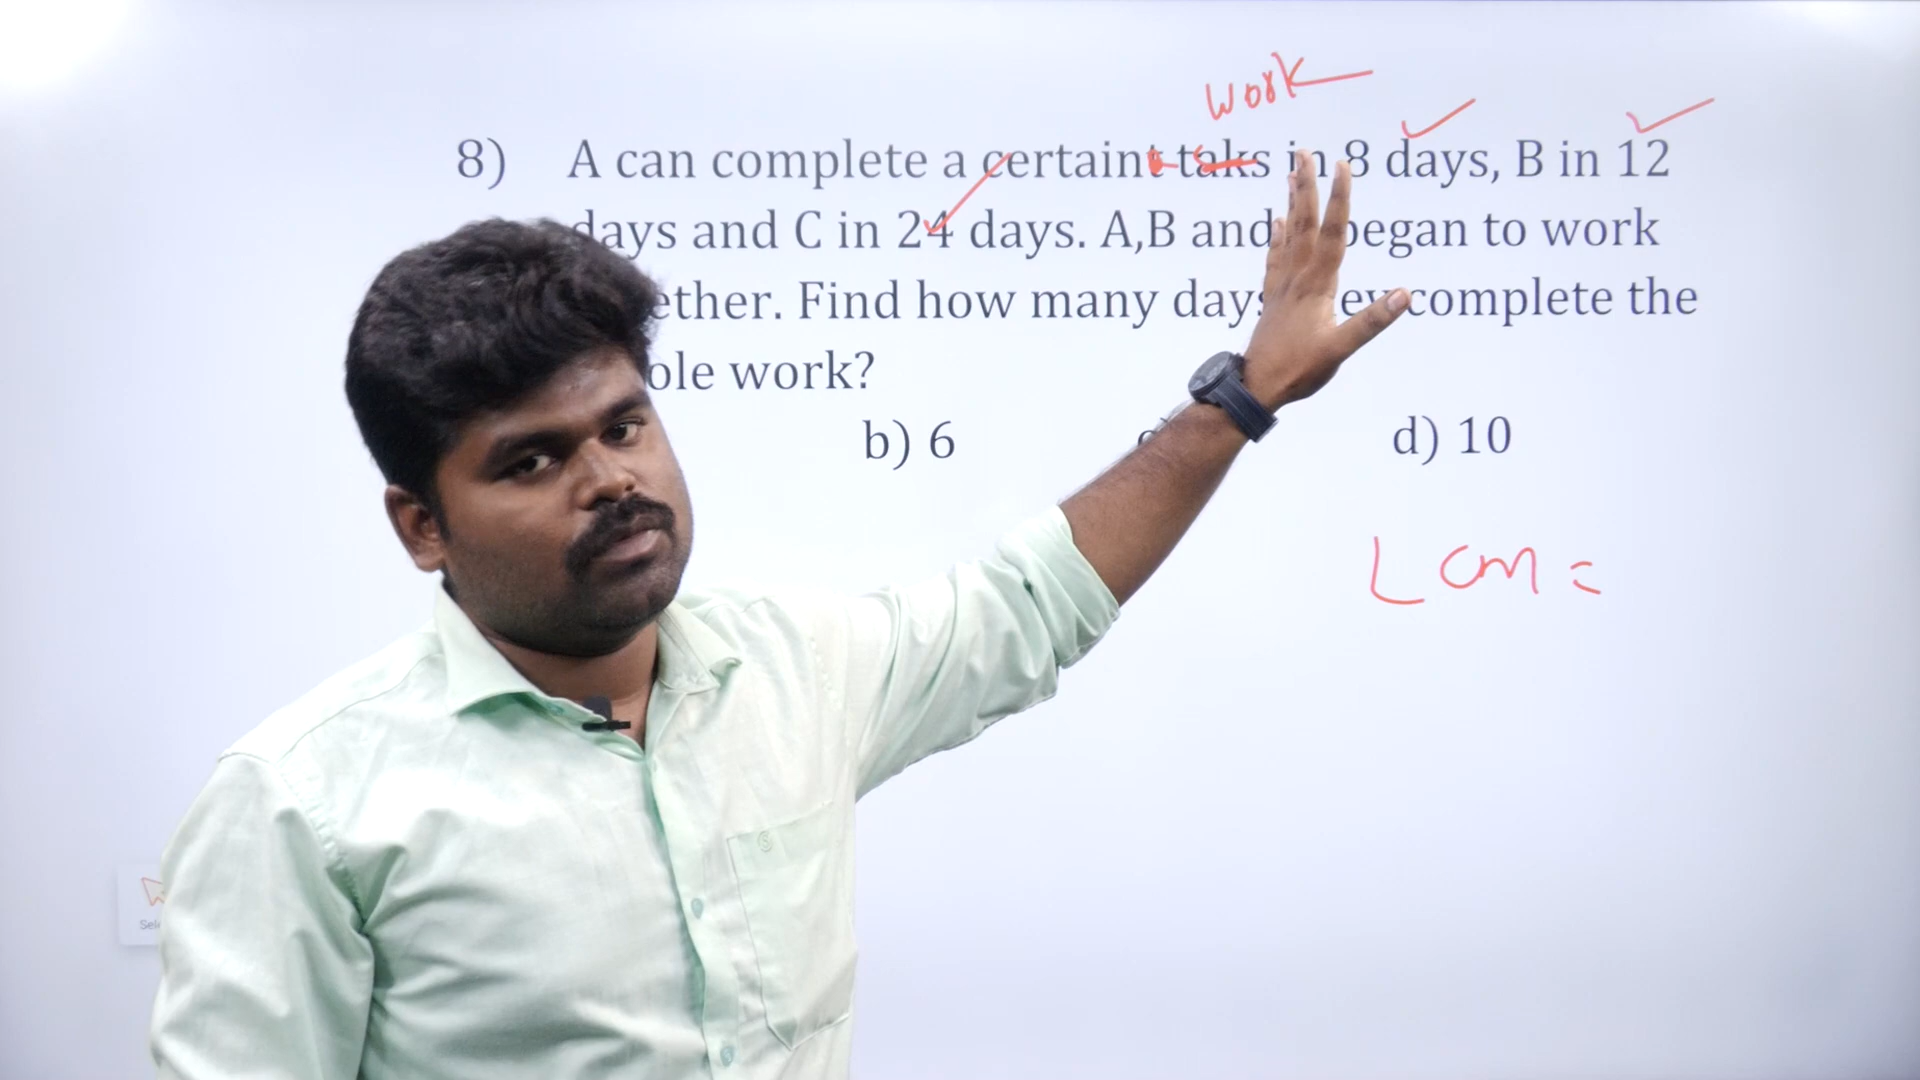 work
8) A can complete a certaint taks in 8 days, B in 12
days and C in 24 days. A,B and began to work
ether. Find how many days ey complete the
ole work?
b) 6 d) 10
LCM =